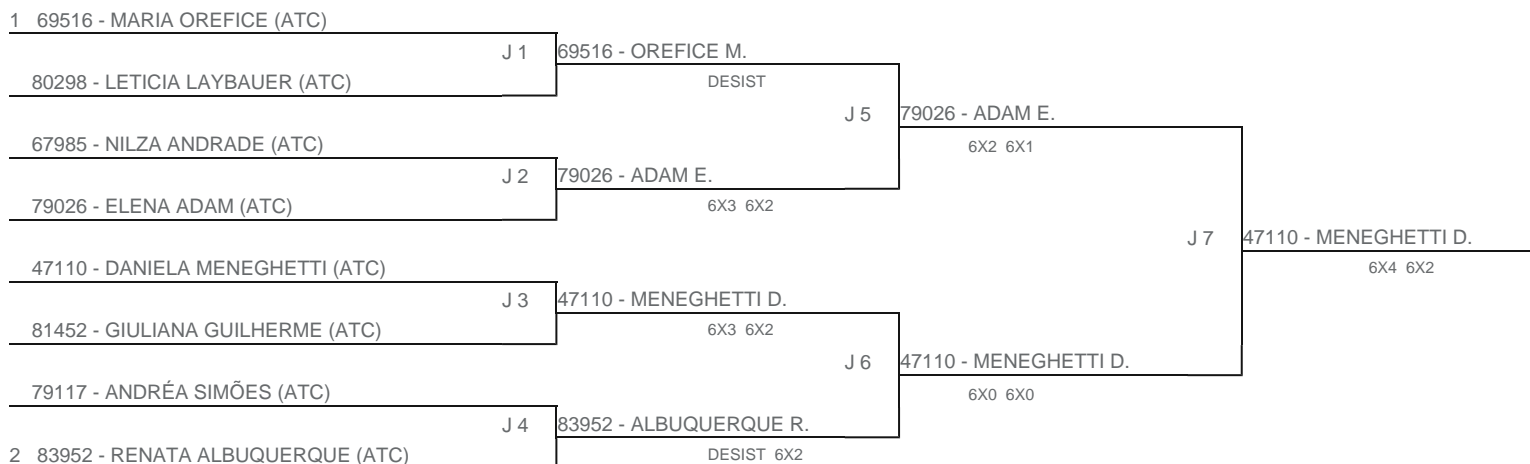 1 69516 - MARIA OREFICE (ATC)
J 1
69516 - OREFICE M.
80298 - LETICIA LAYBAUER (ATC)
DESIST
J 5
79026 - ADAM E.
67985 - NILZA ANDRADE (ATC)
6X2 6X1
J 2
79026 - ADAM E.
79026 - ELENA ADAM (ATC)
6X3 6X2
J 7
47110 - MENEGHETTI D.
47110 - DANIELA MENEGHETTI (ATC)
6X4 6X2
J 3
47110 - MENEGHETTI D.
81452 - GIULIANA GUILHERME (ATC)
6X3 6X2
J 6
47110 - MENEGHETTI D.
79117 - ANDRÉA SIMÕES (ATC)
6X0 6X0
J 4
83952 - ALBUQUERQUE R.
2 83952 - RENATA ALBUQUERQUE (ATC)
DESIST 6X2